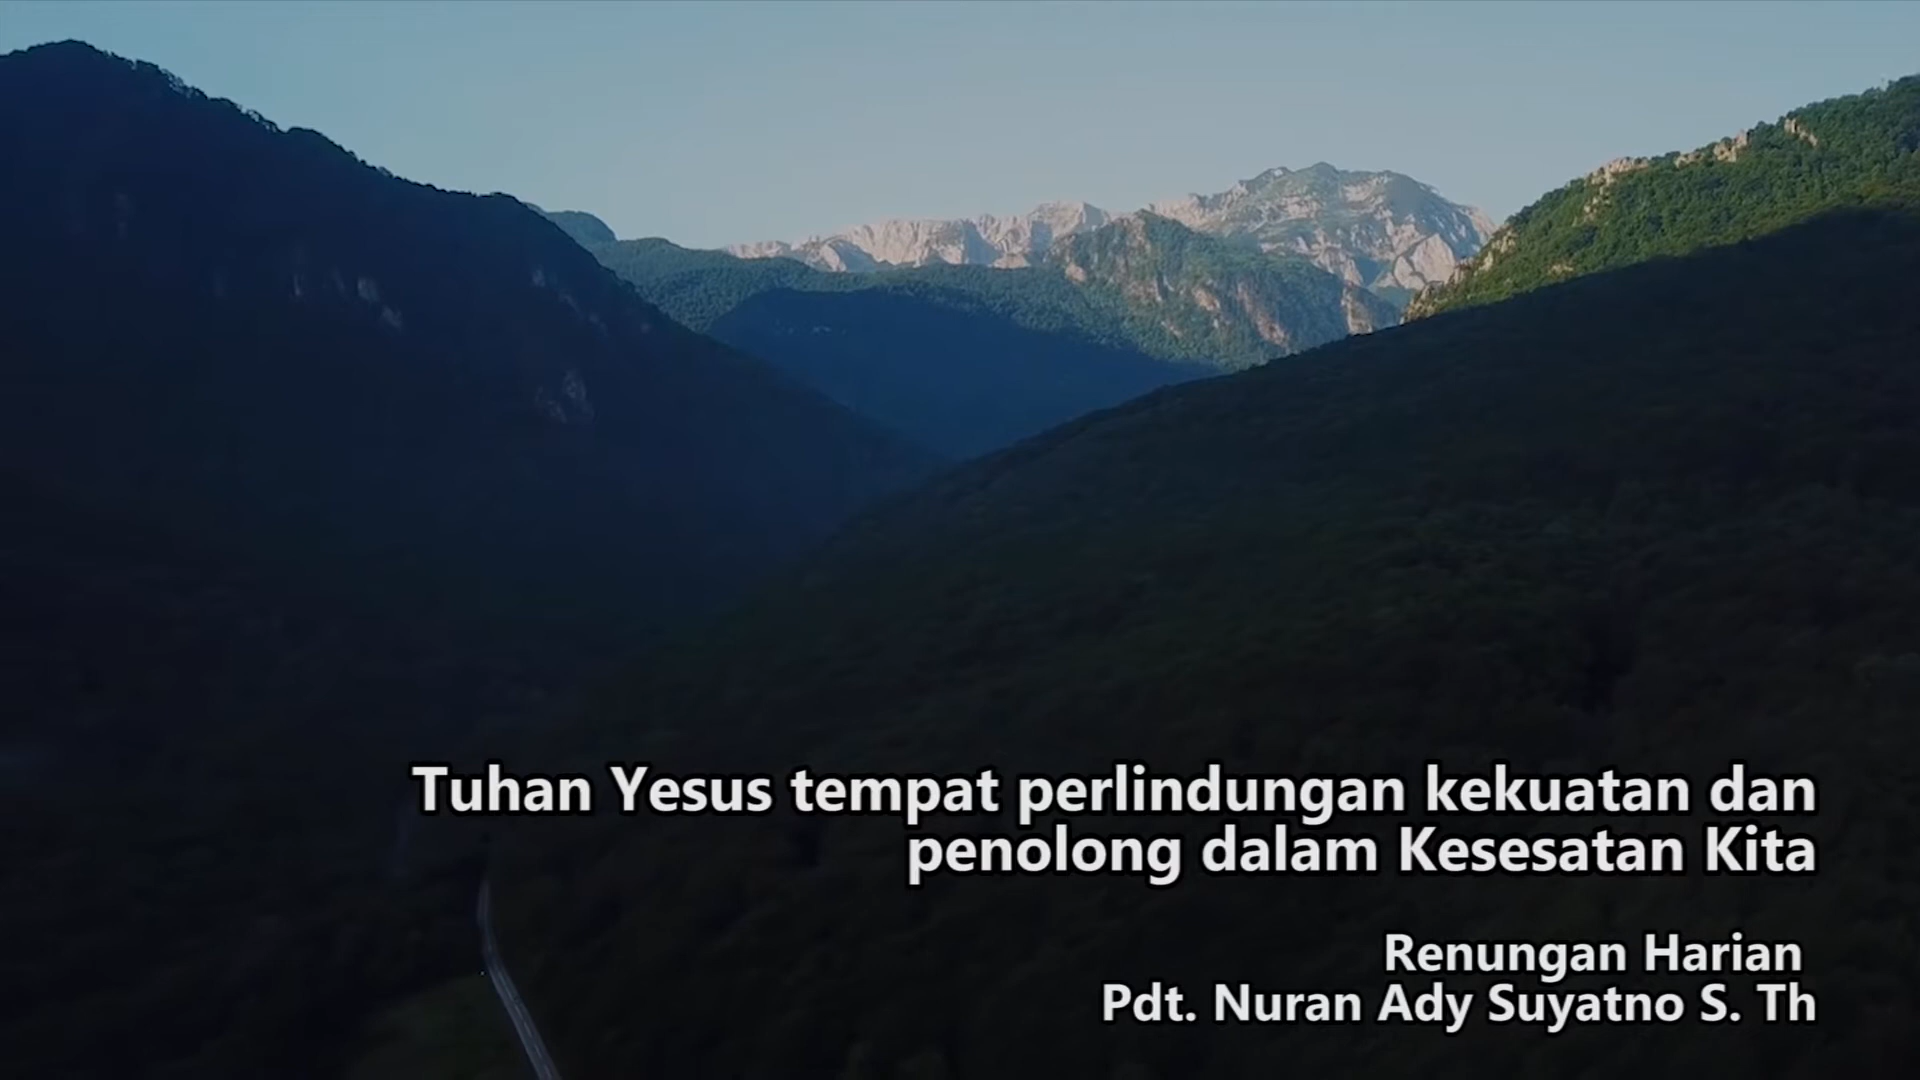 Tuhan Yesus tempat perlindungan kekuatan dan
penolong dalam Kesesatan Kita
Renungan Harian
Pdt. Nuran Ady Suyatno S. Th